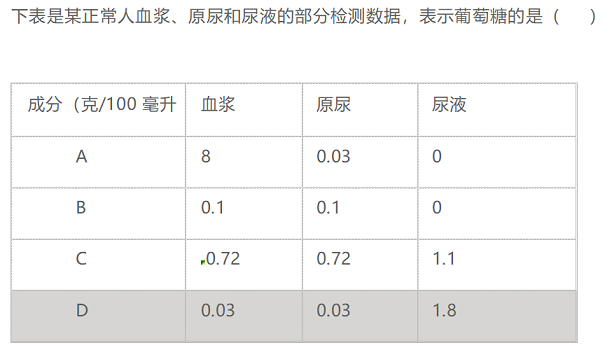 下表是某正常人血浆、原尿和尿液的部分检测数据，表示葡萄糖的是（　　）
成分（克/100 毫升 血浆 原尿 尿液
A 8 0.03 0
B 0.1 0.1 0
C 0.72 0.72 1.1
D 0.03 0.03 1.8